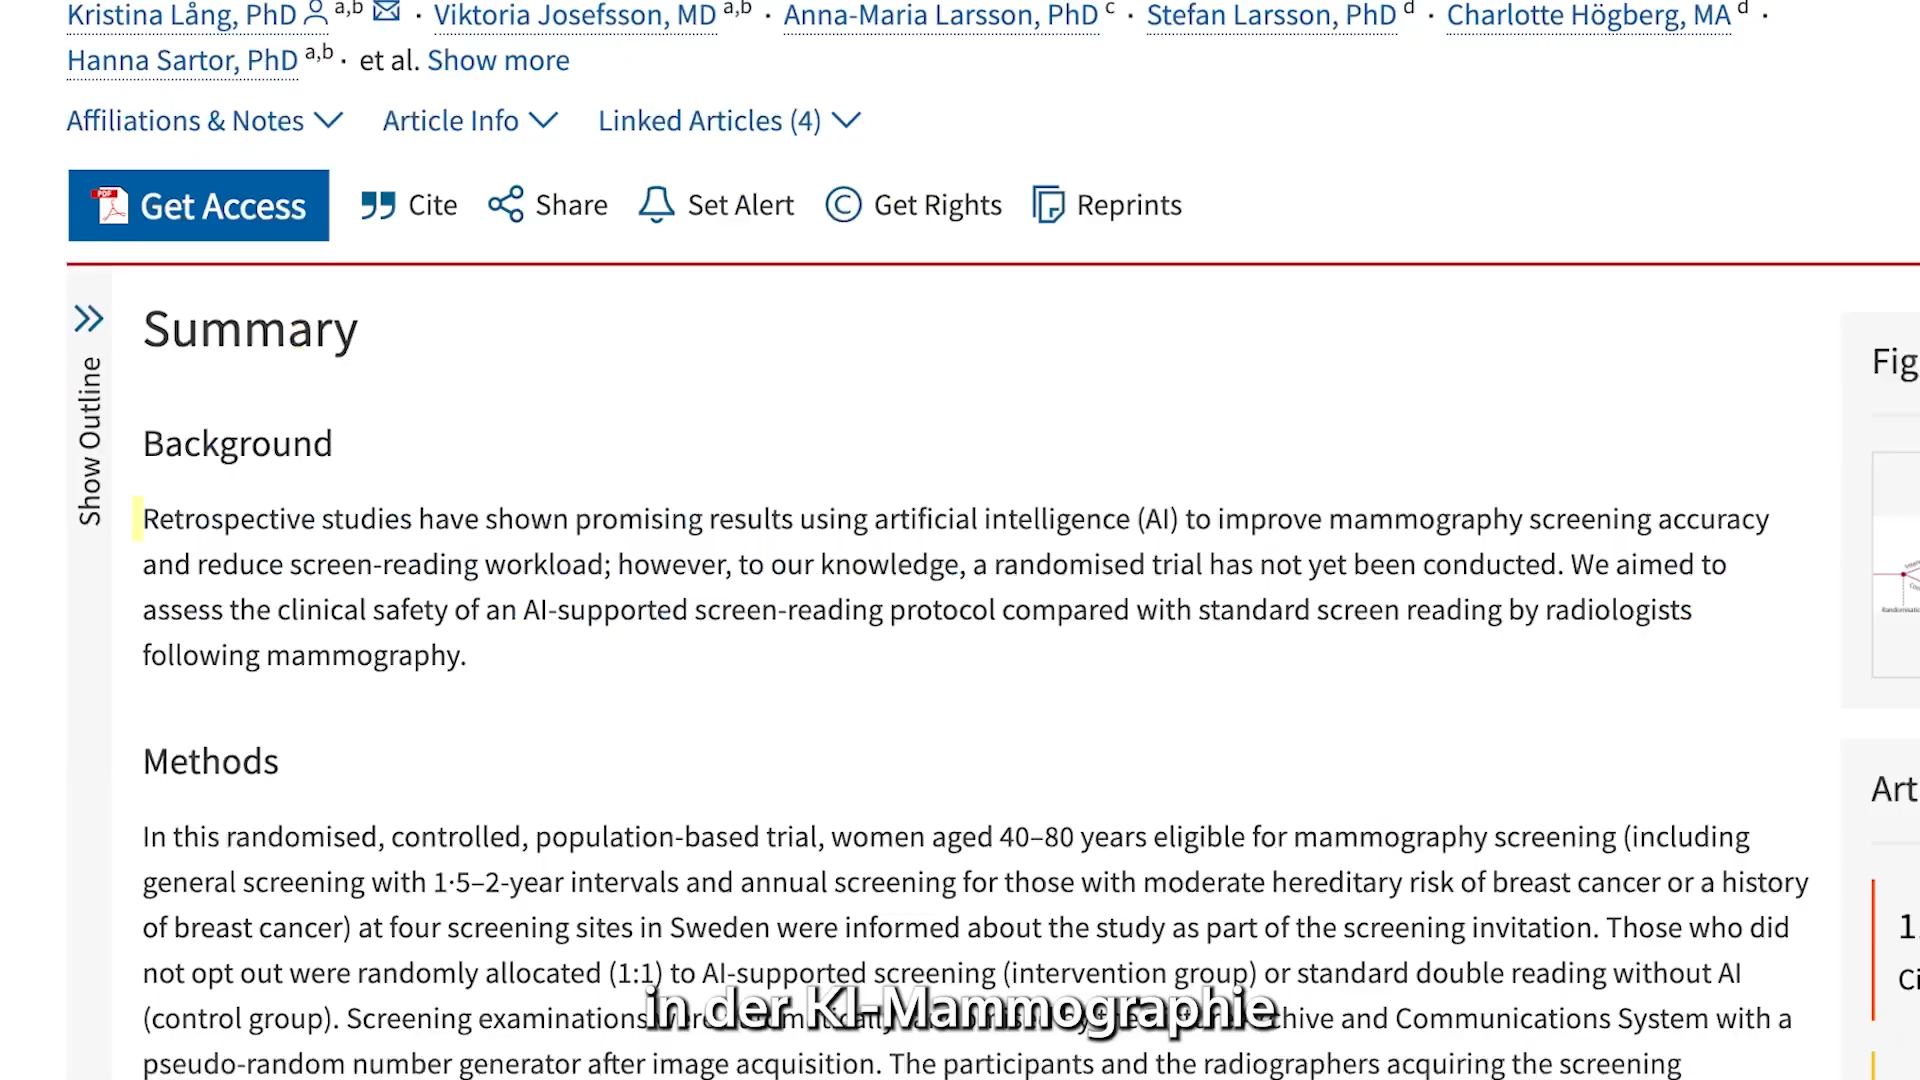 Kristina Lång, PhD a,b · Viktoria Josefsson, MD a,b · Anna-Maria Larsson, PhD c · Stefan Larsson, PhD d · Charlotte Högberg, MA d ·
Hanna Sartor, PhD a,b · et al. Show more
Affiliations & Notes Article Info Linked Articles (4)
PDF Get Access Cite Share Set Alert Get Rights Reprints
Show Outline
Summary
Background
Retrospective studies have shown promising results using artificial intelligence (AI) to improve mammography screening accuracy
and reduce screen-reading workload; however, to our knowledge, a randomised trial has not yet been conducted. We aimed to
assess the clinical safety of an AI-supported screen-reading protocol compared with standard screen reading by radiologists
following mammography.
Methods
In this randomised, controlled, population-based trial, women aged 40–80 years eligible for mammography screening (including
general screening with 1·5–2-year intervals and annual screening for those with moderate hereditary risk of breast cancer or a history
of breast cancer) at four screening sites in Sweden were informed about the study as part of the screening invitation. Those who did
not opt out were randomly allocated (1:1) to AI-supported screening (intervention group) or standard double reading without AI
(control group). Screening examinations and Communications System with a
in der KI-Mammographie
pseudo-random number generator after image acquisition. The participants and the radiographers acquiring the screening
Fig
Art
1
Ci